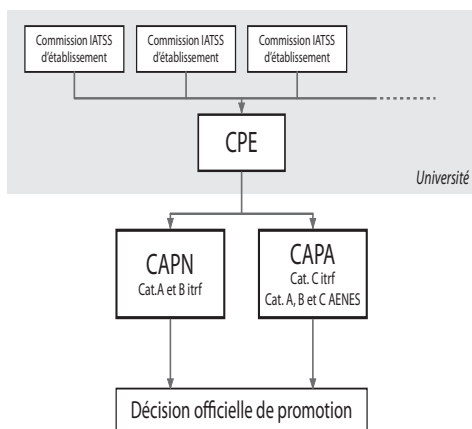 Commission IATSS
d'établissement
Commission IATSS
d'établissement
Commission IATSS
d'établissement
CPE
Université
CAPN
Cat.A et B itrf
CAPA
Cat. C itrf
Cat. A, B et C AENES
Décision officielle de promotion